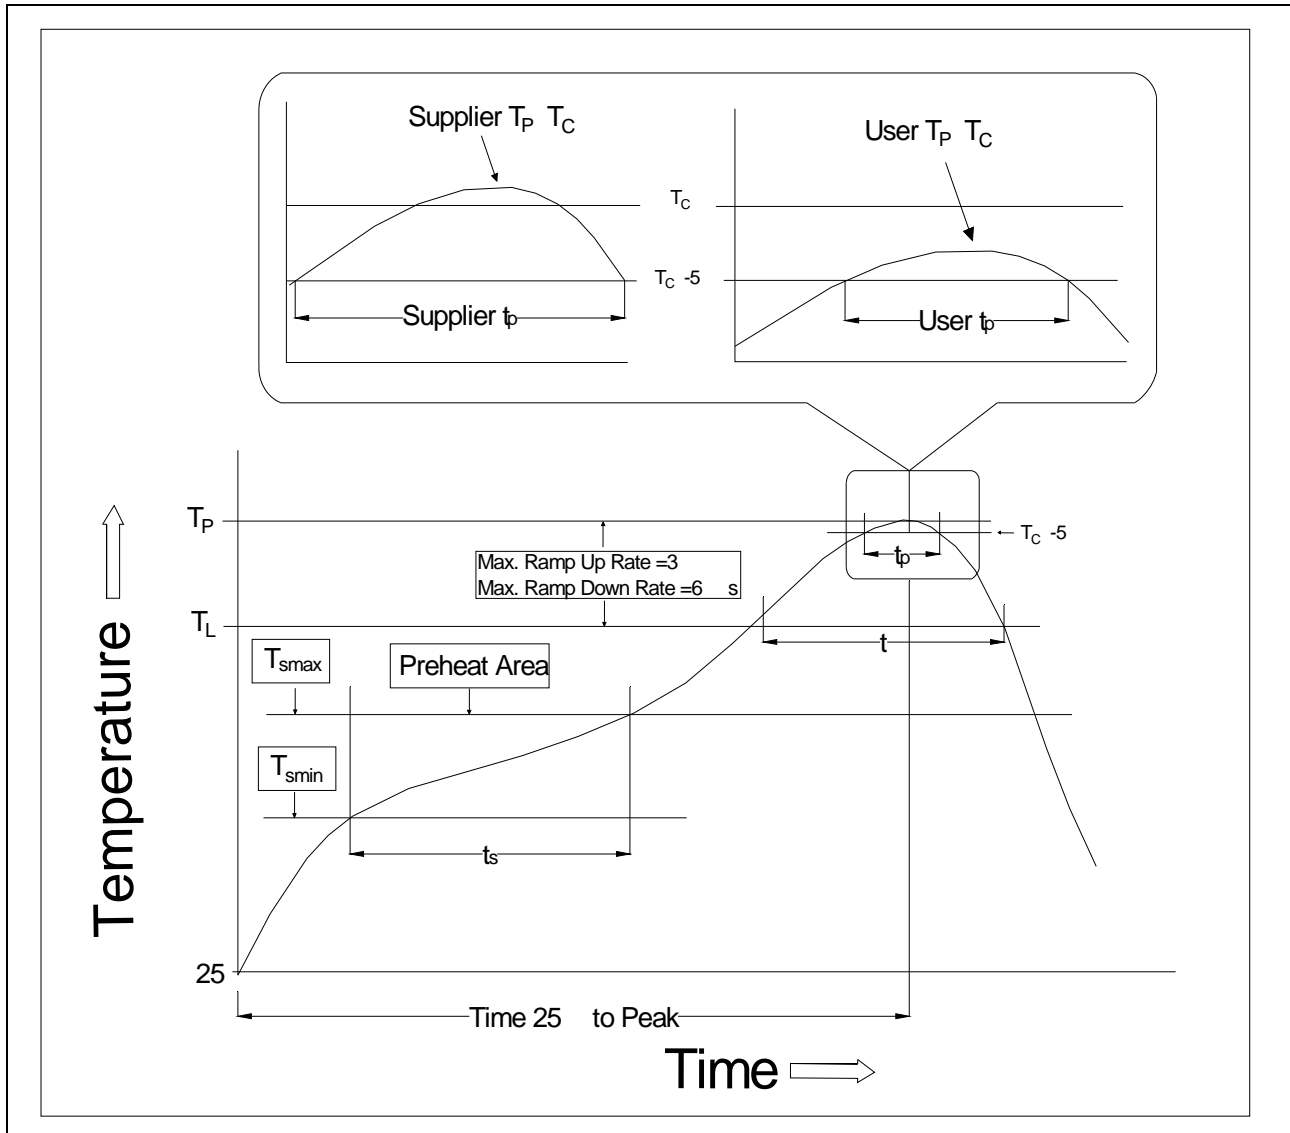 Supplier TP TC
User TP TC
TC
TC -5
Supplier tp
User tp
TP
TC -5
tp
Max. Ramp Up Rate =3
Max. Ramp Down Rate =6 s
TL
t
Tsmax
Preheat Area
Tsmin
ts
Temperature
25
Time 25 to Peak
Time